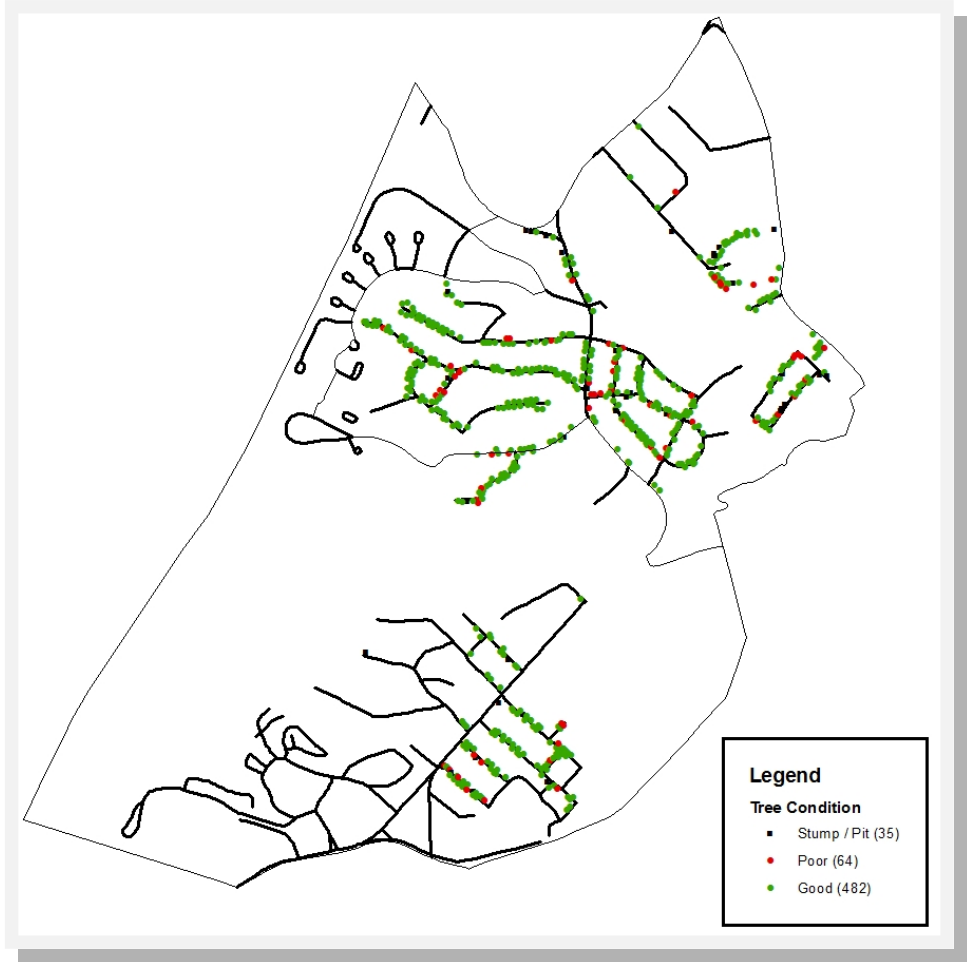 Legend
Tree Condition
Stump / Pit (35)
Poor (64)
Good (482)